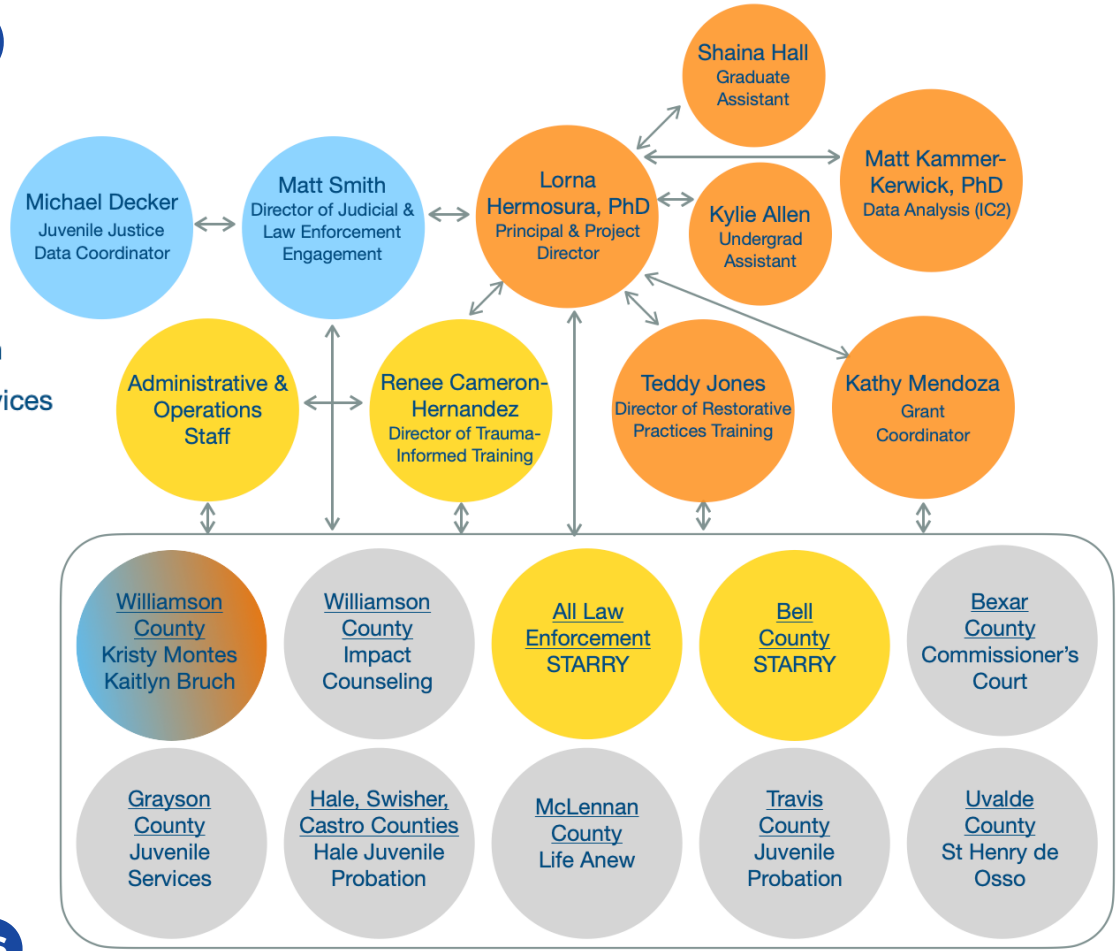 Shaina Hall
Graduate
Assistant
Matt Kammer-
Kerwick, PhD
Data Analysis (IC2)
Lorna
Hermosura, PhD
Principal & Project
Director
Kylie Allen
Undergrad
Assistant
Matt Smith
Director of Judicial &
Law Enforcement
Engagement
Michael Decker
Juvenile Justice
Data Coordinator
vices
Administrative &
Operations
Staff
Renee Cameron-
Hernandez
Director of Trauma-
Informed Training
Teddy Jones
Director of Restorative
Practices Training
Kathy Mendoza
Grant
Coordinator
Williamson
County
Kristy Montes
Kaitlyn Bruch
Williamson
County
Impact
Counseling
All Law
Enforcement
STARRY
Bell
County
STARRY
Bexar
County
Commissioner's
Court
Grayson
County
Juvenile
Services
Hale, Swisher,
Castro Counties
Hale Juvenile
Probation
McLennan
County
Life Anew
Travis
County
Juvenile
Probation
Uvalde
County
St Henry de
Osso